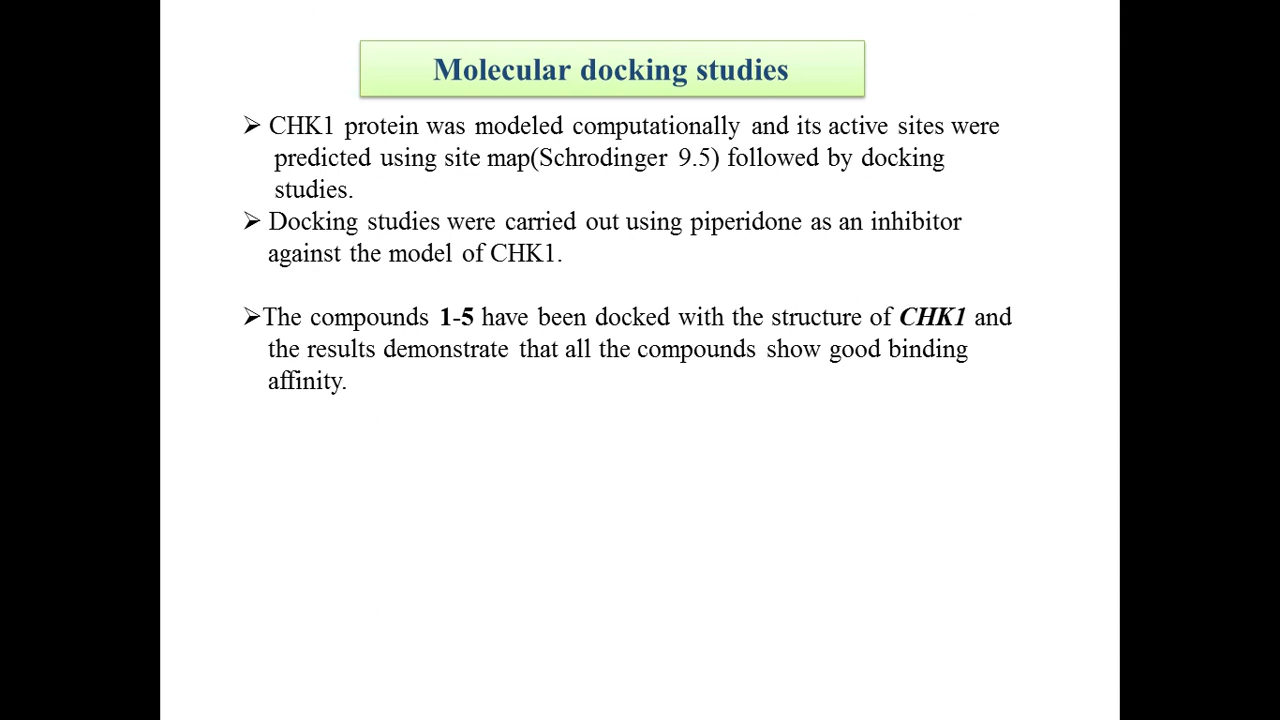 Molecular docking studies
➢ CHK1 protein was modeled computationally and its active sites were
predicted using site map(Schrodinger 9.5) followed by docking
studies.
➢ Docking studies were carried out using piperidone as an inhibitor
against the model of CHK1.
➢The compounds 1-5 have been docked with the structure of CHK1 and
the results demonstrate that all the compounds show good binding
affinity.